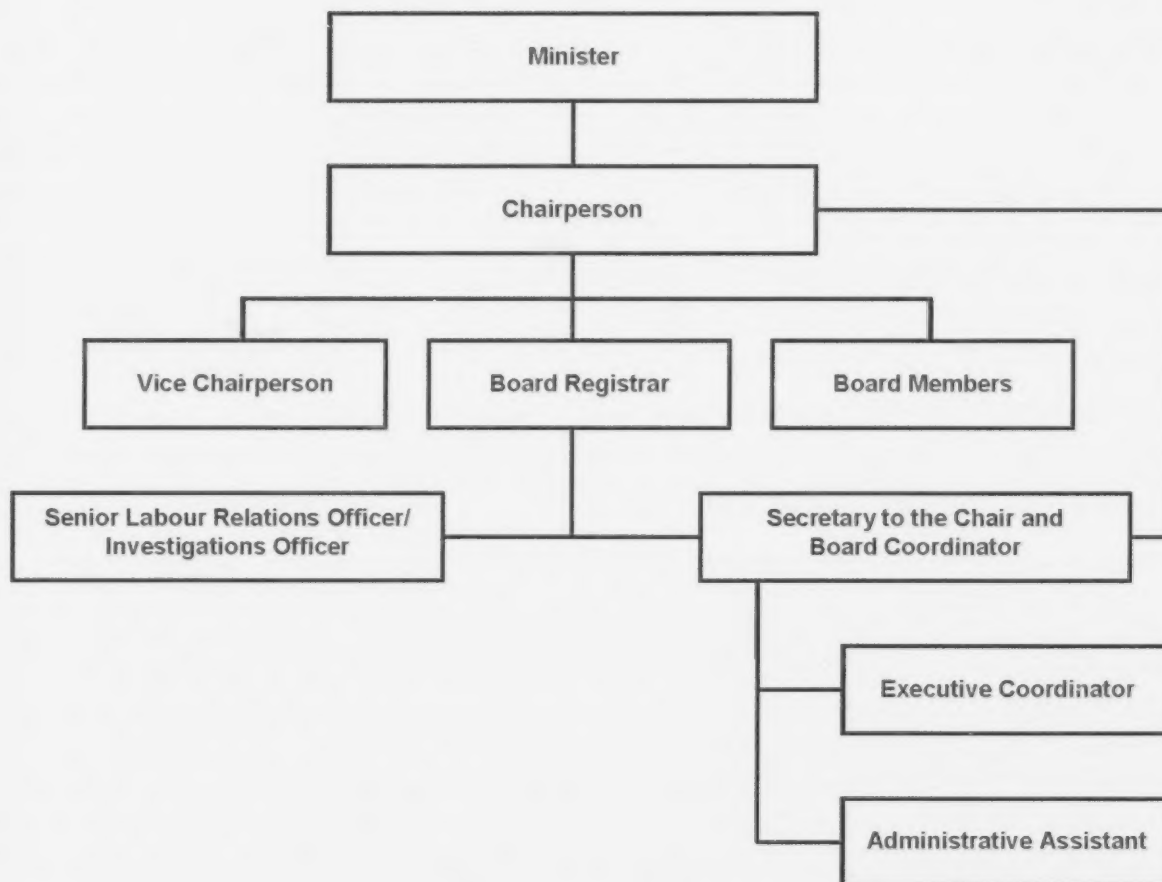 Minister
Chairperson
Vice Chairperson
Board Registrar
Board Members
Senior Labour Relations Officer/
Investigations Officer
Secretary to the Chair and
Board Coordinator
Executive Coordinator
Administrative Assistant